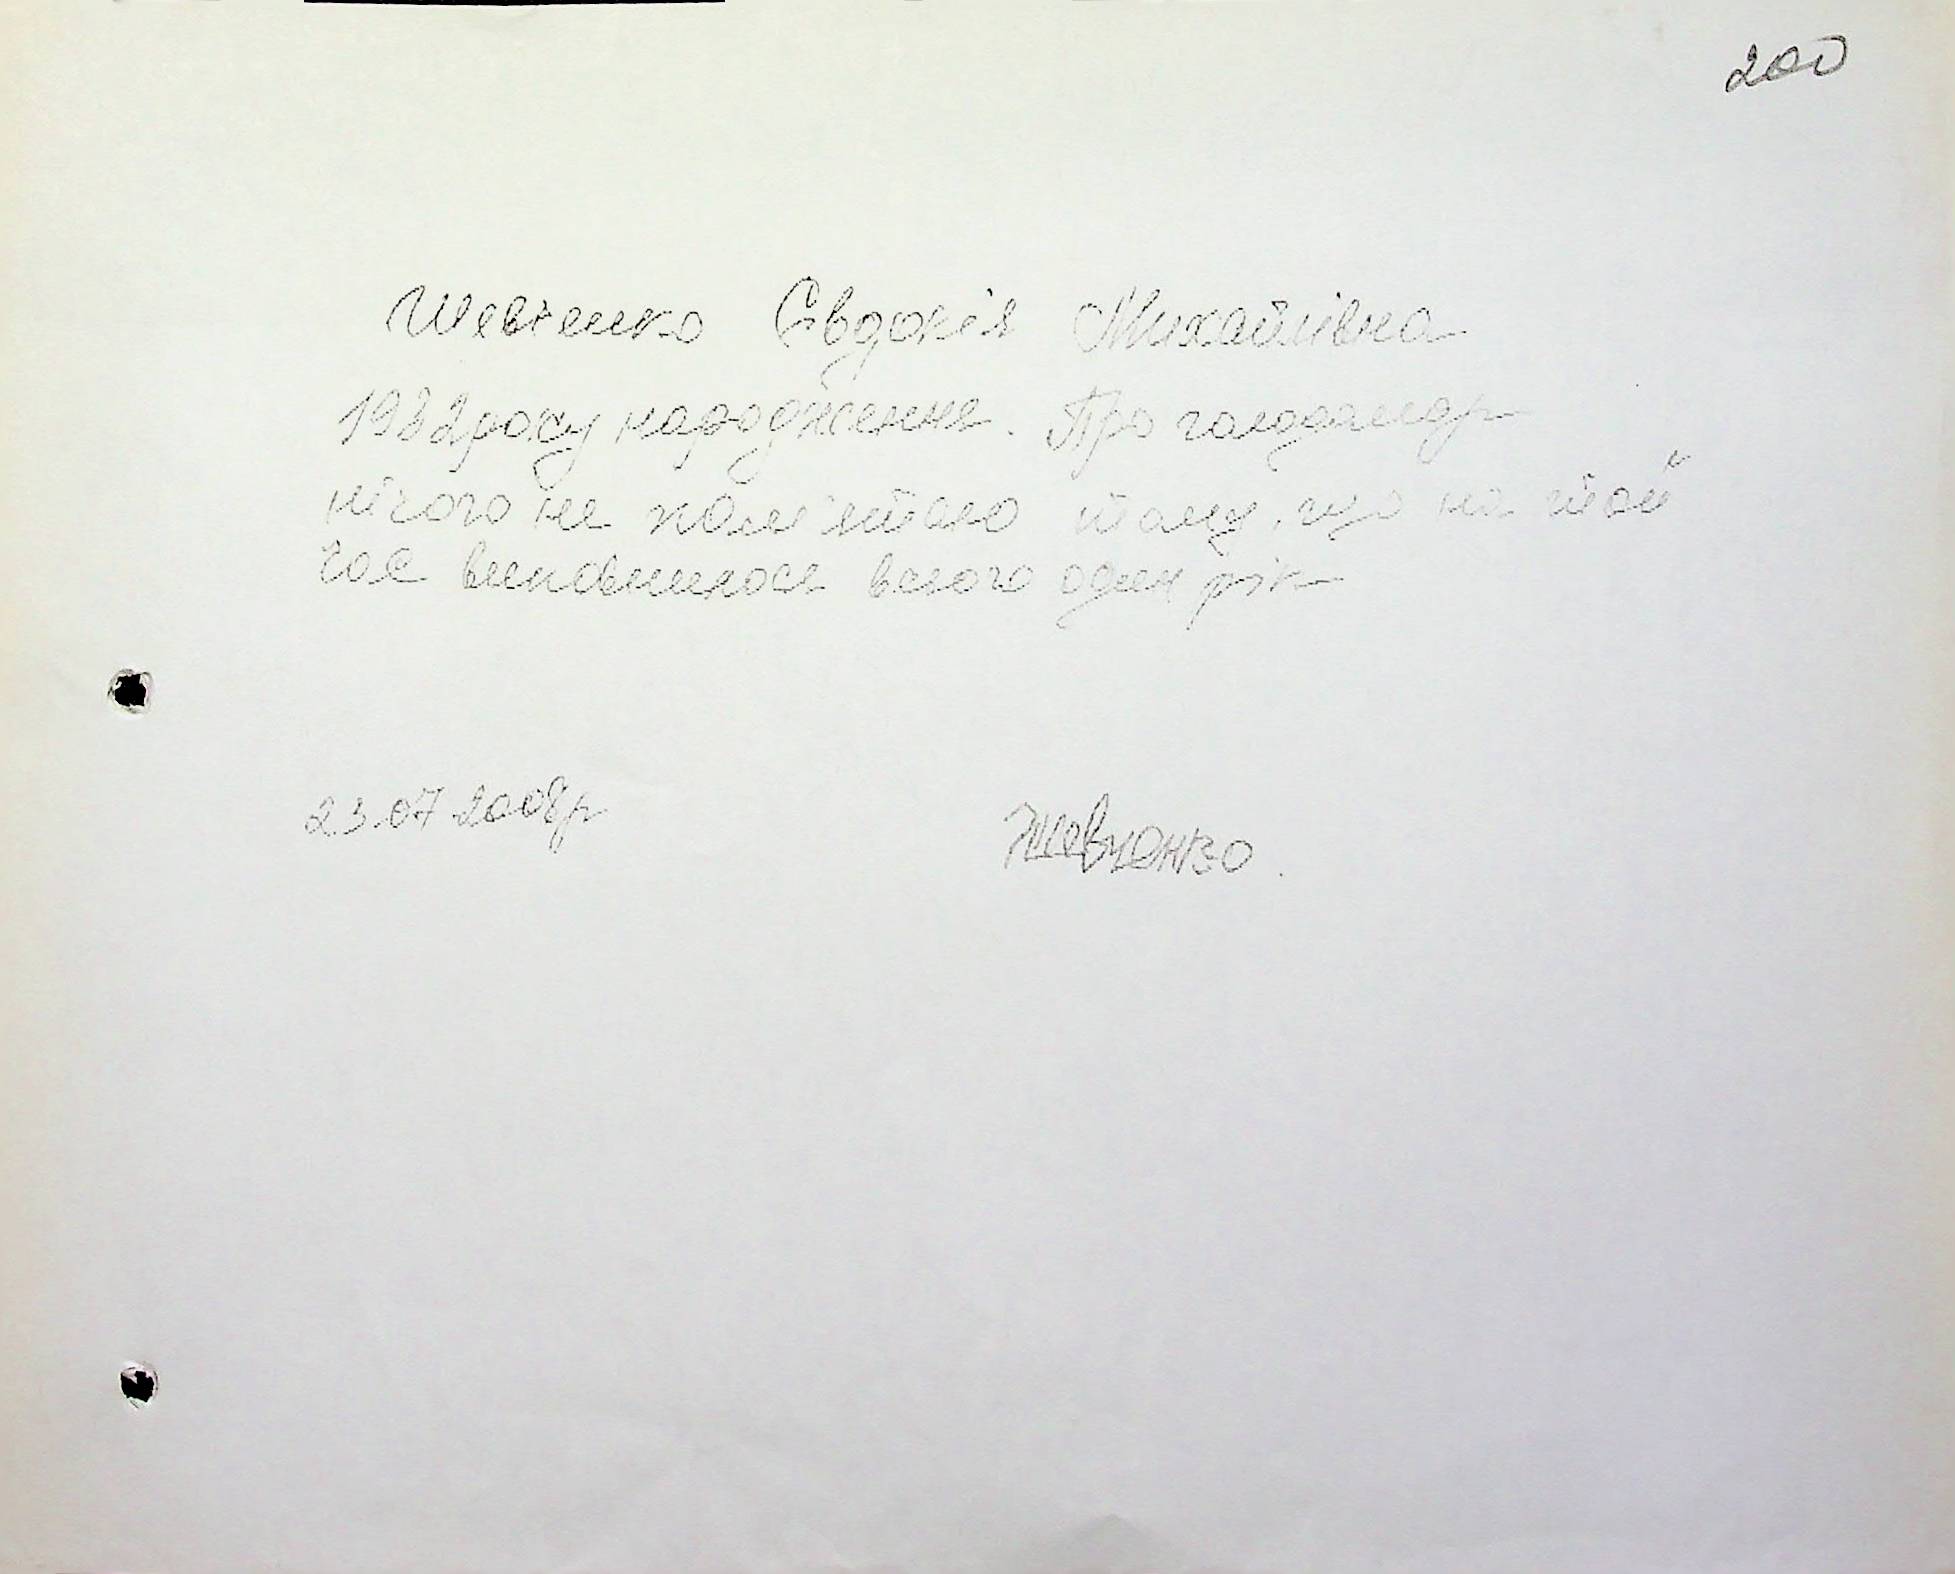 200
Шевченко Євдокія Михайлівна
1932 року народження. Про голодомор
нічого не пам'ятаю тому, що на той
час виповнилось всього один рік
23.07.2008р
Шевченко.